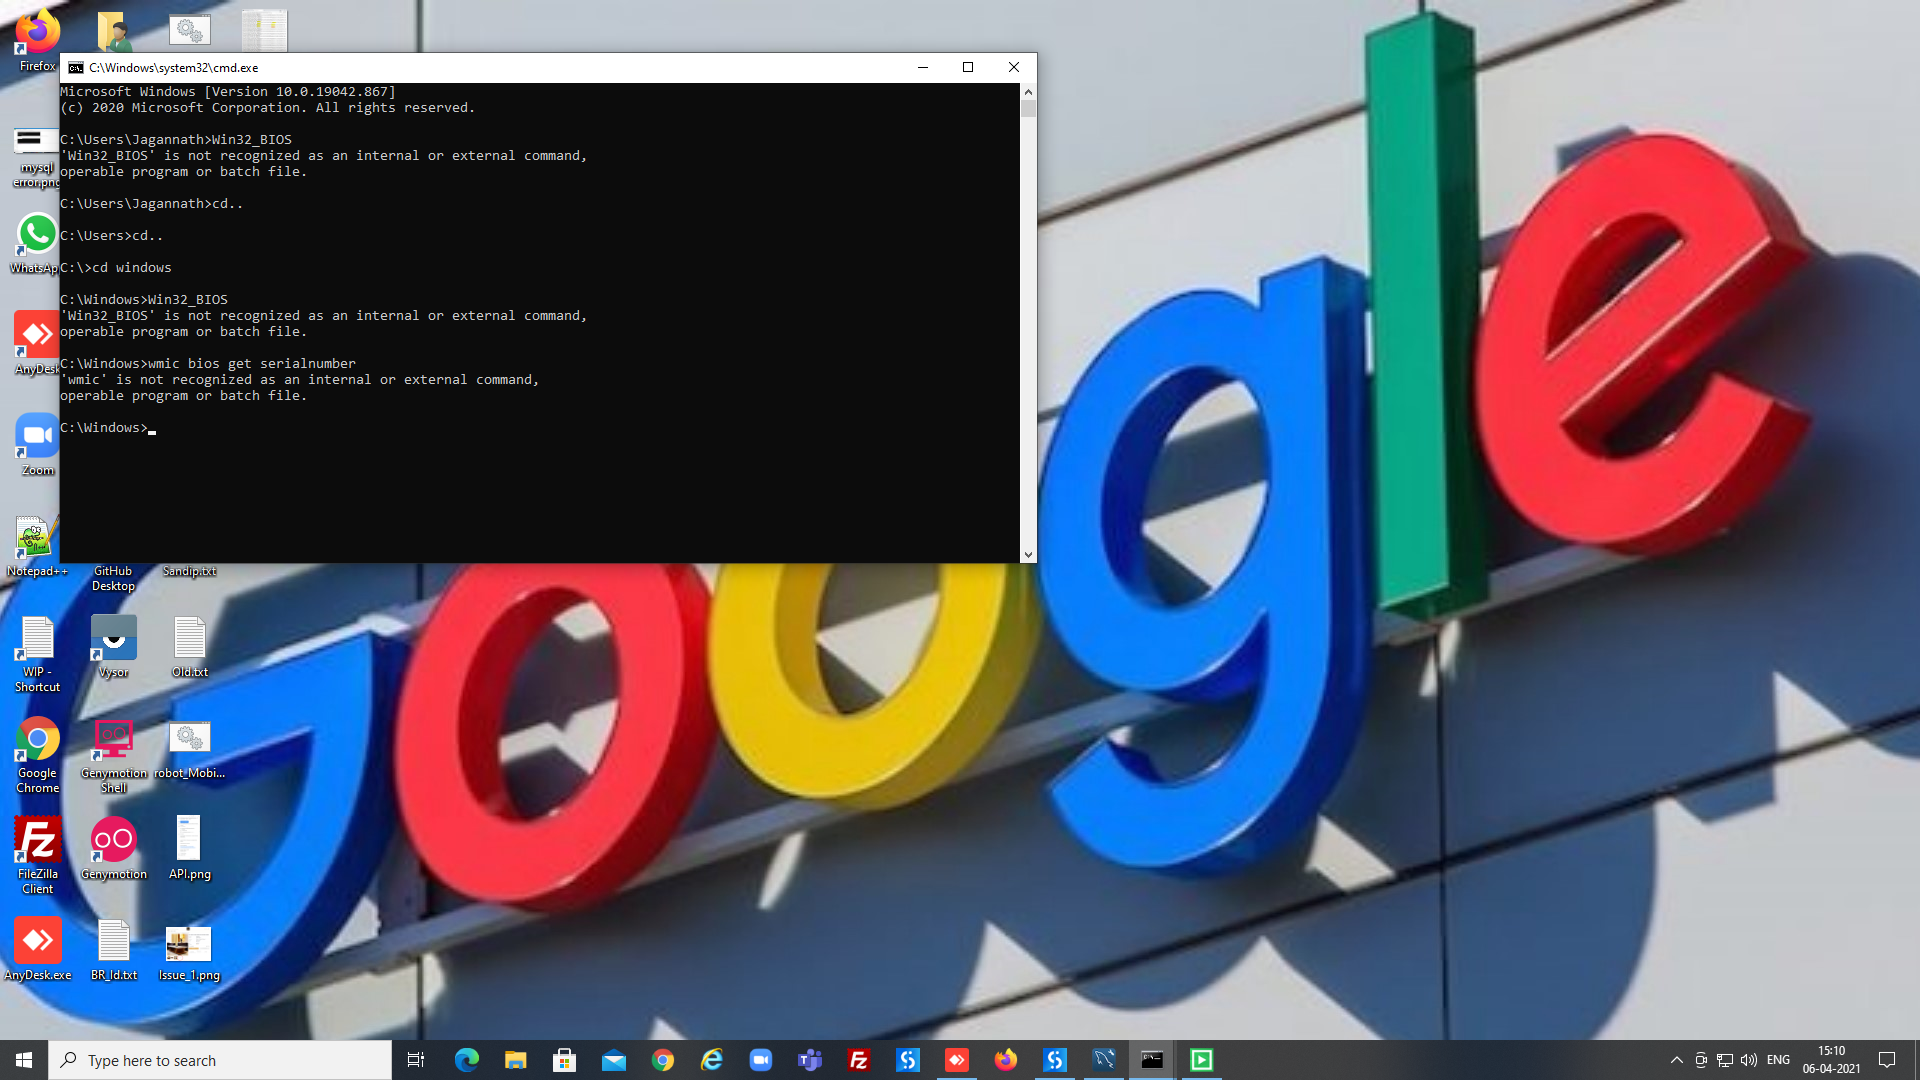 C:\Windows\system32\cmd.exe
Microsoft Windows [Version 10.0.19042.867]
(c) 2020 Microsoft Corporation. All rights reserved.
C:\Users\Jagannath>Win32_BIOS
'Win32_BIOS' is not recognized as an internal or external command,
operable program or batch file.
C:\Users\Jagannath>cd..
C:\Users>cd..
C:\>cd windows
C:\Windows>Win32_BIOS
'Win32_BIOS' is not recognized as an internal or external command,
operable program or batch file.
C:\Windows>wmic bios get serialnumber
'wmic' is not recognized as an internal or external command,
operable program or batch file.
C:\Windows>
Firefox
mysql
error.png
WhatsAp
AnyDesk
Zoom
Notepad++
GitHub
Desktop
Sandip.txt
WIP -
Shortcut
Vysor
Old.txt
Google
Chrome
Genymotion
Shell
robot_Mobi...
FileZilla
Client
Genymotion
API.png
AnyDesk.exe
BR_Id.txt
Issue_1.png
Google
Type here to search
ENG
15:10
06-04-2021